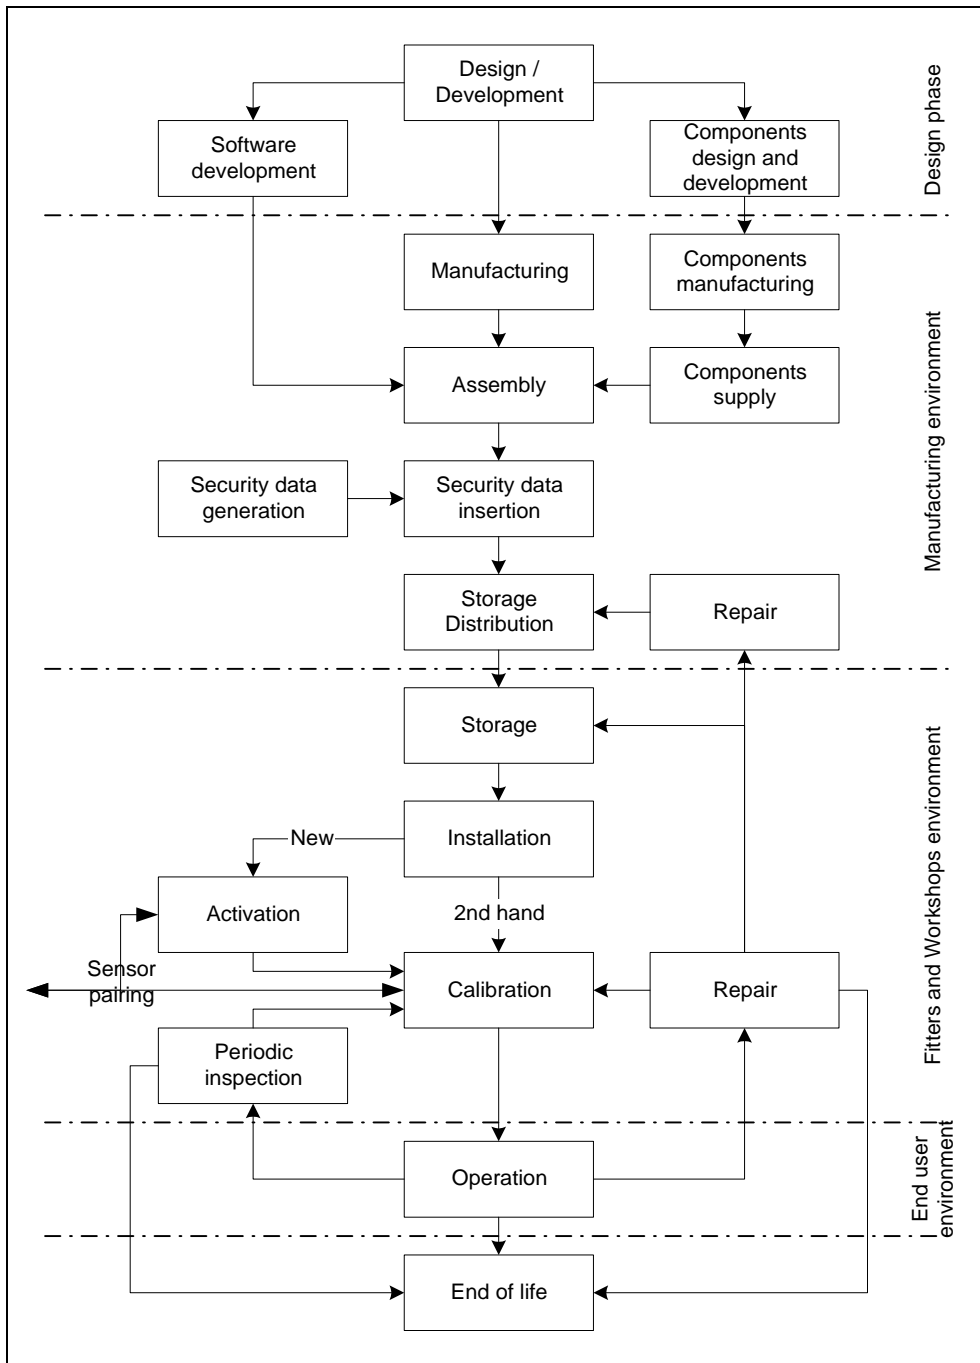 Design /
Development
Software
development
Components
design and
development
Design phase
Manufacturing
Components
manufacturing
Assembly
Components
supply
Security data
generation
Security data
insertion
Storage
Distribution
Repair
Manufacturing environment
Storage
Installation
New
Activation
2nd hand
Sensor
pairing
Calibration
Repair
Periodic
inspection
Fitters and Workshops environment
Operation
End user
environment
End of life